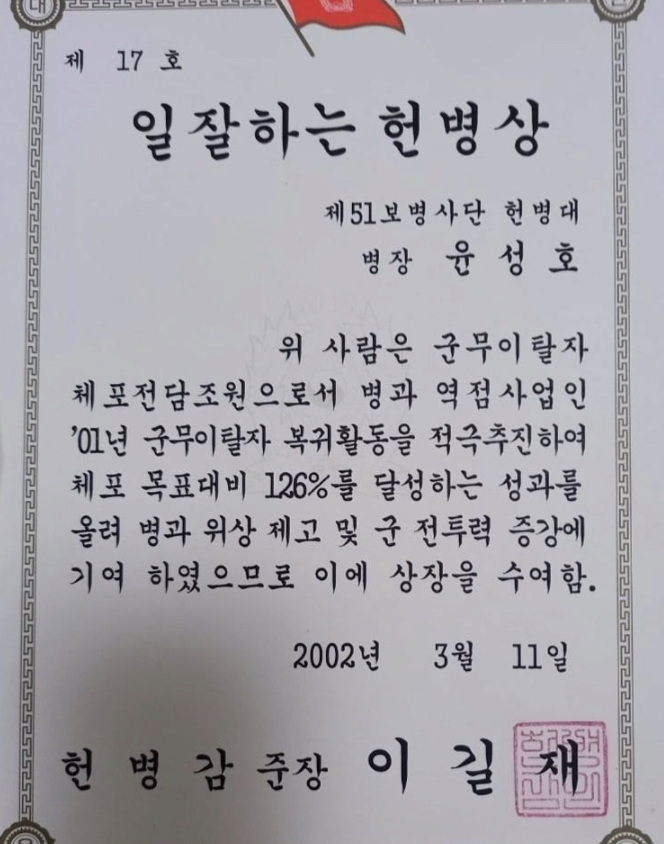 제 17 호
일잘하는 헌병상
제51보병사단 헌병대
병장 윤성호
위 사람은 군무이탈자
체포전담조원으로서 병과 역점사업인
'01년 군무이탈자 복귀활동을 적극추진하여
체포 목표대비 126%를 달성하는 성과를
올려 병과 위상 제고 및 군 전투력 증강에
기여 하였으므로 이에 상장을 수여함.
2002년 3월 11일
헌병감 준장 이길재